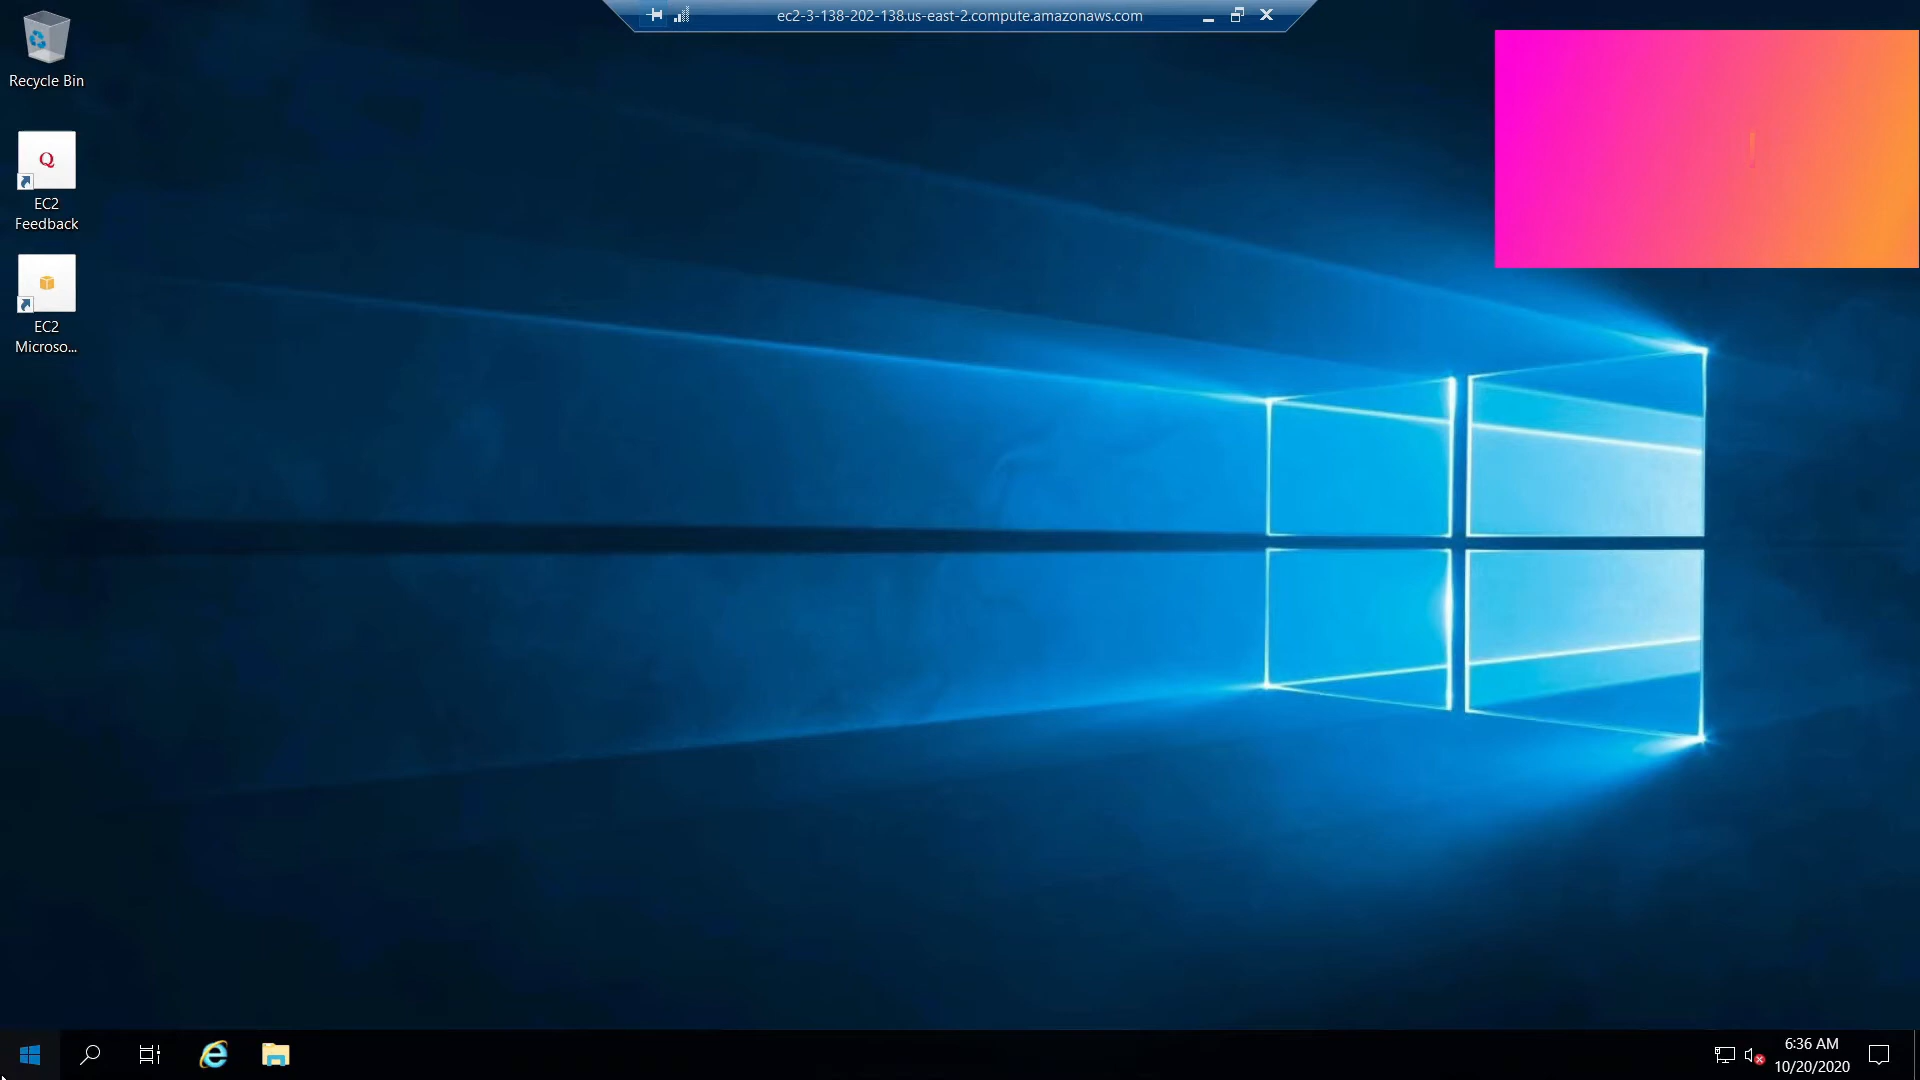 ec2-3-138-202-138.us-east-2.compute.amazonaws.com
Recycle Bin
Q
EC2
Feedback
EC2
Microso...
6:36 AM
10/20/2020